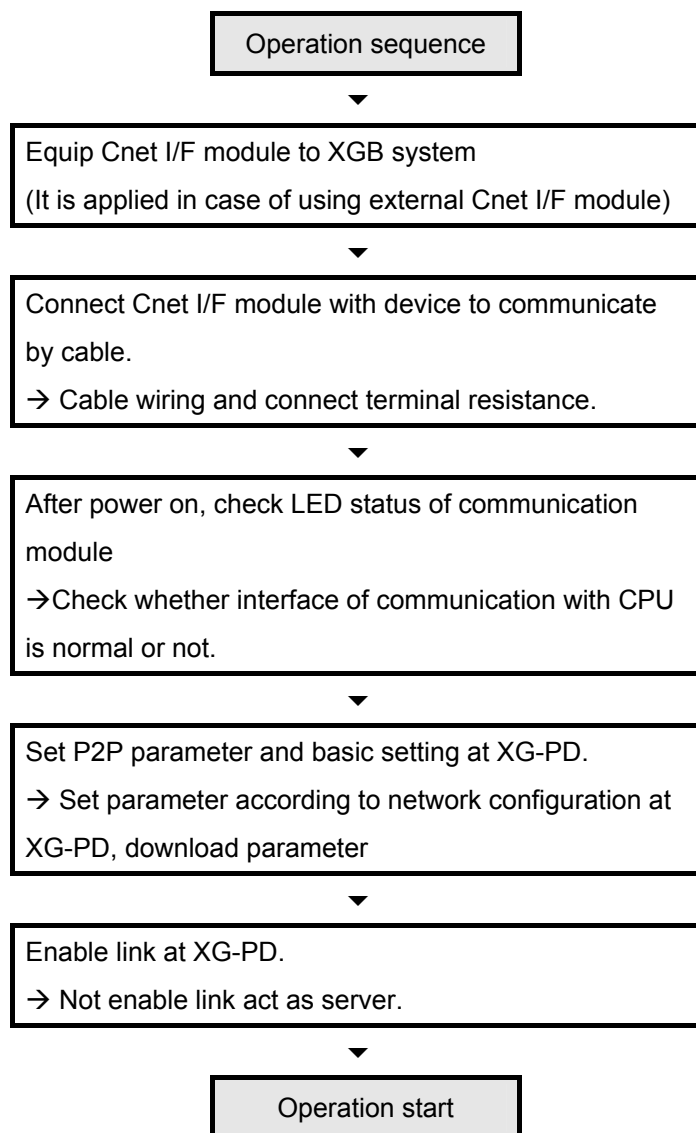 Operation sequence
Equip Cnet I/F module to XGB system
(It is applied in case of using external Cnet I/F module)
Connect Cnet I/F module with device to communicate
by cable.
→ Cable wiring and connect terminal resistance.
After power on, check LED status of communication
module
→Check whether interface of communication with CPU
is normal or not.
Set P2P parameter and basic setting at XG-PD.
→ Set parameter according to network configuration at
XG-PD, download parameter
Enable link at XG-PD.
→ Not enable link act as server.
Operation start